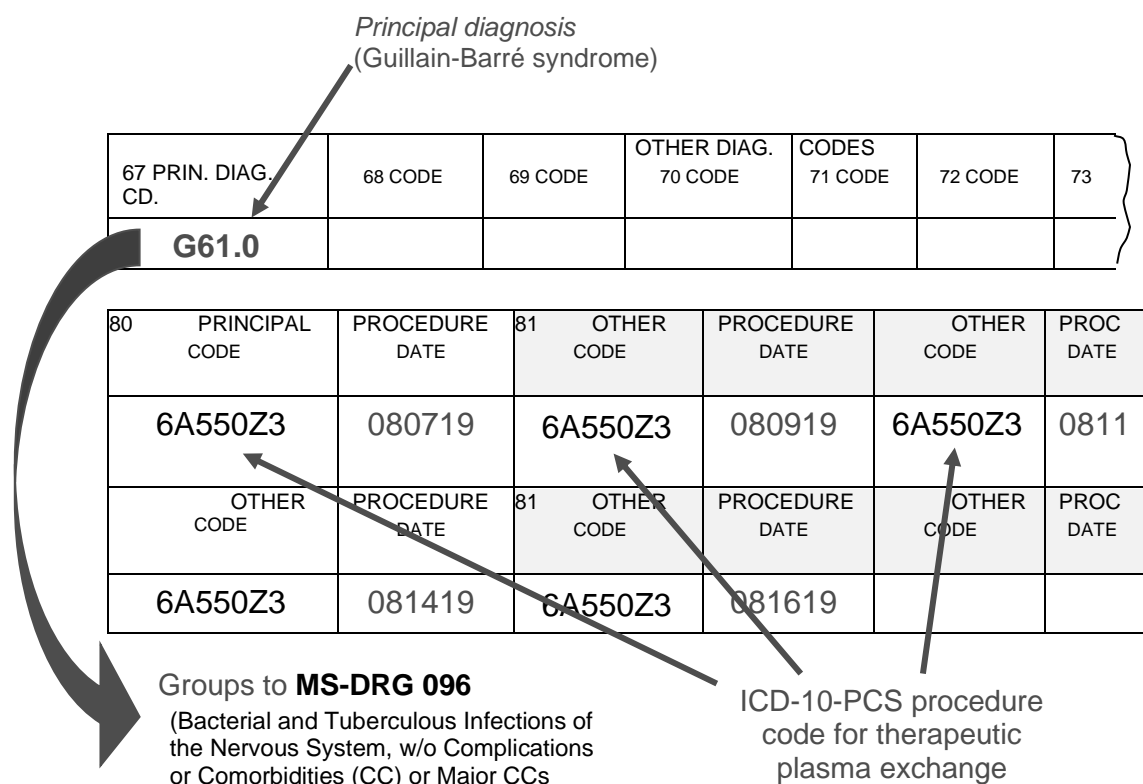 Principal diagnosis
(Guillain-Barré syndrome)
67 PRIN. DIAG. CD.
68 CODE
69 CODE
OTHER DIAG. CODES
70 CODE
71 CODE
72 CODE
73
G61.0
80 PRINCIPAL CODE
PROCEDURE DATE
81 OTHER CODE
PROCEDURE DATE
OTHER CODE
PROC DATE
6A550Z3 080719 6A550Z3 080919 6A550Z3 0811
OTHER CODE
PROCEDURE DATE
81 OTHER CODE
PROCEDURE DATE
OTHER CODE
PROC DATE
6A550Z3 081419 6A550Z3 081619
Groups to MS-DRG 096
(Bacterial and Tuberculous Infections of
the Nervous System, w/o Complications
or Comorbidities (CC) or Major CCs
ICD-10-PCS procedure
code for therapeutic
plasma exchange